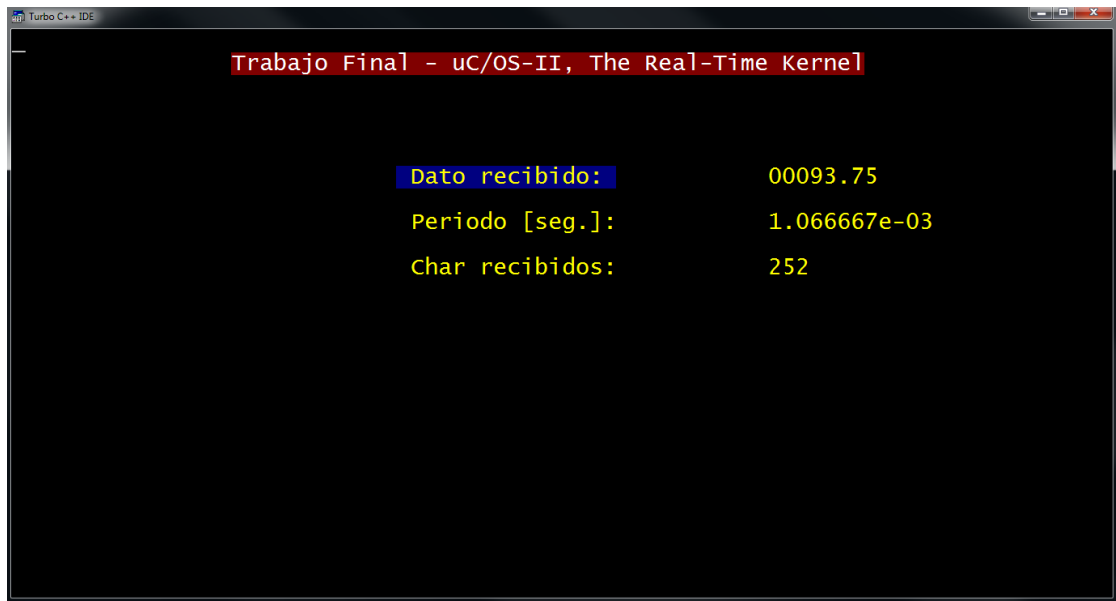 Turbo C++ IDE
Trabajo Final - uC/OS-II, The Real-Time Kernel
Dato recibido: 00093.75
Periodo [seg.]: 1.066667e-03
Char recibidos: 252